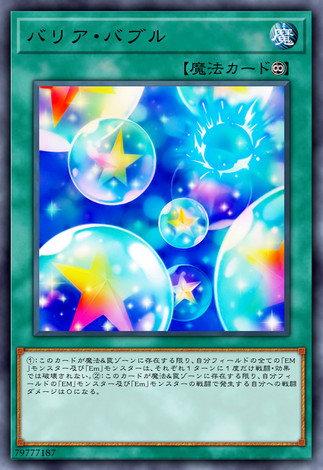 バリア・バブル
魔
【魔法カード♾】
①:このカードが魔法&罠ゾーンに存在する限り、自分フィールドの全ての「EM
」モンスター及び「Em」モンスターは、それぞれ1ターンに1度だけ戦闘・効果
では破壊されない。②:このカードが魔法&罠ゾーンに存在する限り、自分フィー
ルドの「EM」モンスター及び「Em」モンスターの戦闘で発生する自分への戦闘
ダメージは0になる。
79777187